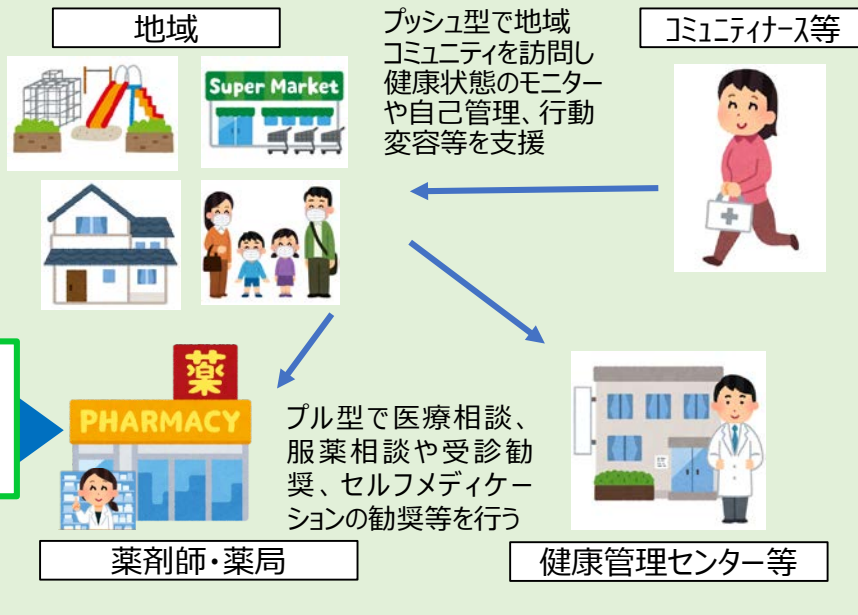 地域
プッシュ型で地域
コミュニティを訪問し
健康状態のモニター
や自己管理、行動
変容等を支援
コミュニティナース等
Super Market
薬
PHARMACY
プル型で医療相談、
服薬相談や受診勧
奨、セルフメディケー
ションの勧奨等を行う
薬剤師・薬局
健康管理センター等